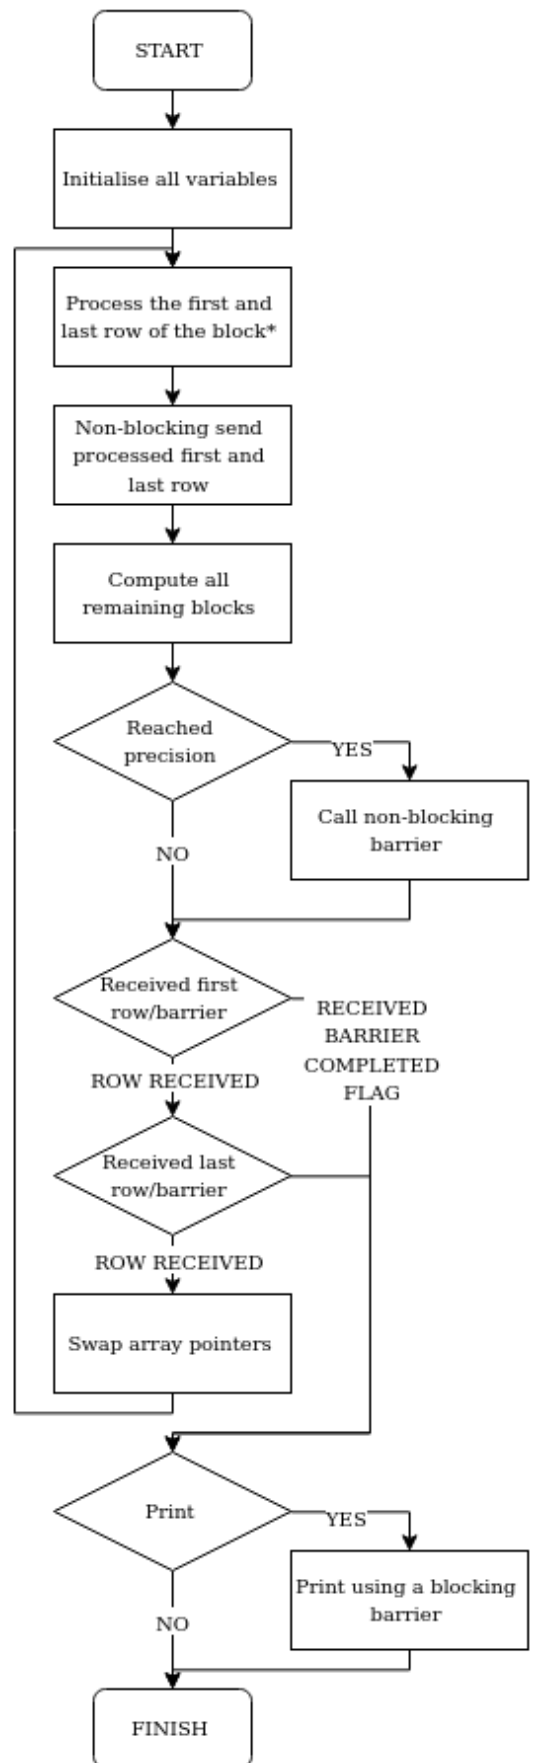 START
Initialise all variables
Process the first and
last row of the block*
Non-blocking send
processed first and
last row
Compute all
remaining blocks
Reached
precision
YES
Call non-blocking
barrier
NO
Received first
row/barrier
RECEIVED
BARRIER
COMPLETED
FLAG
ROW RECEIVED
Received last
row/barrier
ROW RECEIVED
Swap array pointers
Print
YES
Print using a blocking
barrier
NO
FINISH